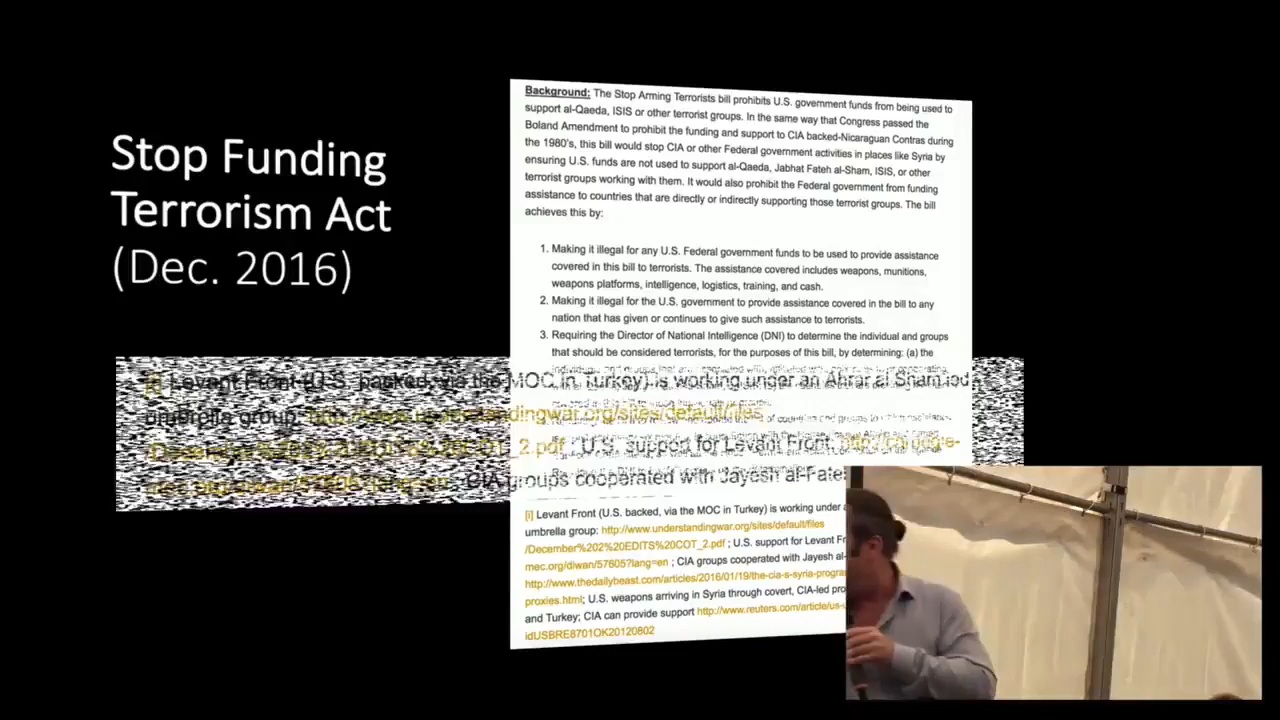 Stop Funding
Terrorism Act
(Dec. 2016)
Background: The Stop Arming Terrorists bill prohibits U.S. government funds from being used to
support al-Qaeda, ISIS or other terrorist groups. In the same way that Congress passed the
Boland Amendment to prohibit the funding and support to CIA backed-Nicaraguan Contras during
the 1980's, this bill would stop CIA or other Federal government activities in places like Syria by
ensuring U.S. funds are not used to support al-Qaeda, Jabhat Fateh al-Sham, ISIS, or other
terrorist groups working with them. It would also prohibit the Federal government from funding
assistance to countries that are directly or indirectly supporting those terrorist groups. The bill
achieves this by:
1. Making it illegal for any U.S. Federal government funds to be used to provide assistance
covered in this bill to terrorists. The assistance covered includes weapons, munitions,
weapons platforms, intelligence, logistics, training, and cash.
2. Making it illegal for the U.S. government to provide assistance covered in the bill to any
nation that has given or continues to give such assistance to terrorists.
3. Requiring the Director of National Intelligence (DNI) to determine the individual and groups
that should be considered terrorists, for the purposes of this bill, by determining: (a) the
Levant Front (U.S. backed, via the MOC in Turkey) is working under an Ahrar al Sham led
umbrella group:
U.S. support for Levant Front:
CIA groups cooperated with Jayesh al-
[i] Levant Front (U.S. backed, via the MOC in Turkey) is working under
umbrella group: http://www.understandingwar.org/sites/default/files
/December%202%20EDITS%20COT_2.pdf ; U.S. support for Levant
mec.org/diwan/57605?lang=en ; CIA groups cooperated with Jayesh al-
http://www.thedailybeast.com/articles/2016/01/19/the-cia-s-syria-
proxies.html; U.S. weapons arriving in Syria through covert, CIA-led
and Turkey; CIA can provide support http://www.reuters.com/article/us-
idUSBRE8701OK20120802